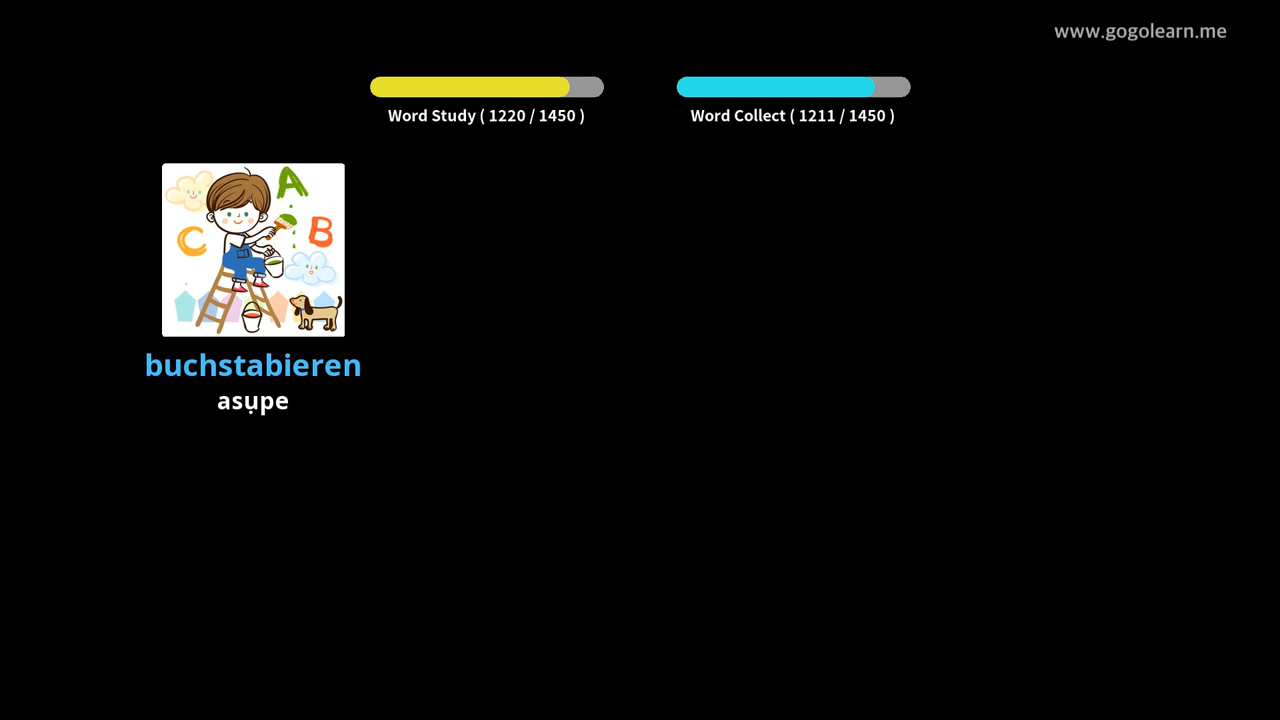 www.gogolearn.me
Word Study ( 1220 / 1450 )
Word Collect ( 1211 / 1450 )
A
B
C
buchstabieren
asụpe